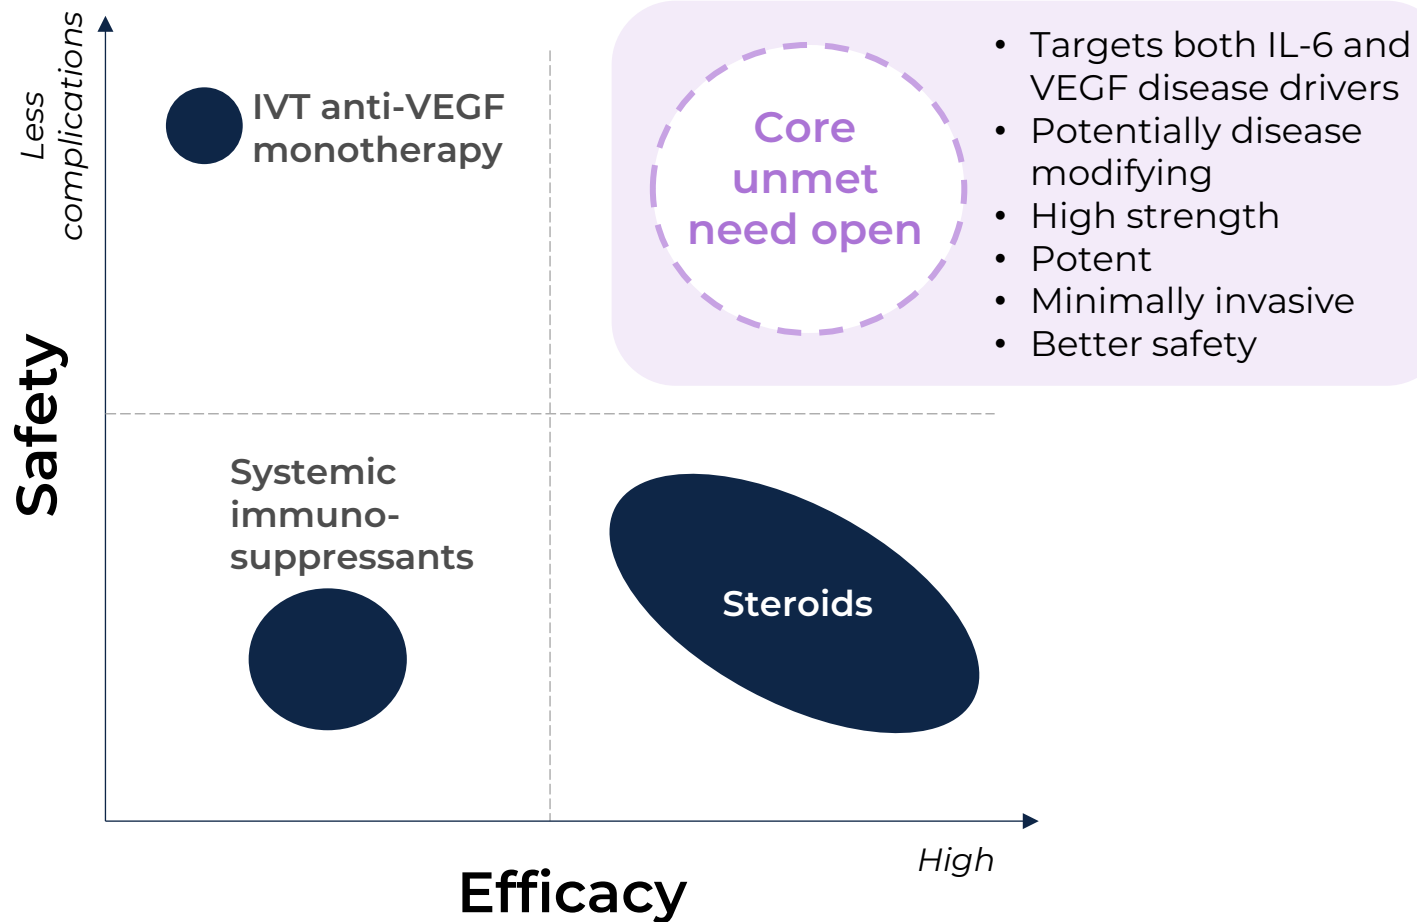 Less
complications
Safety
IVT anti-VEGF
monotherapy
Core
unmet
need open
• Targets both IL-6 and
VEGF disease drivers
• Potentially disease
modifying
• High strength
• Potent
• Minimally invasive
• Better safety
Systemic
immuno-
suppressants
Steroids
High
Efficacy